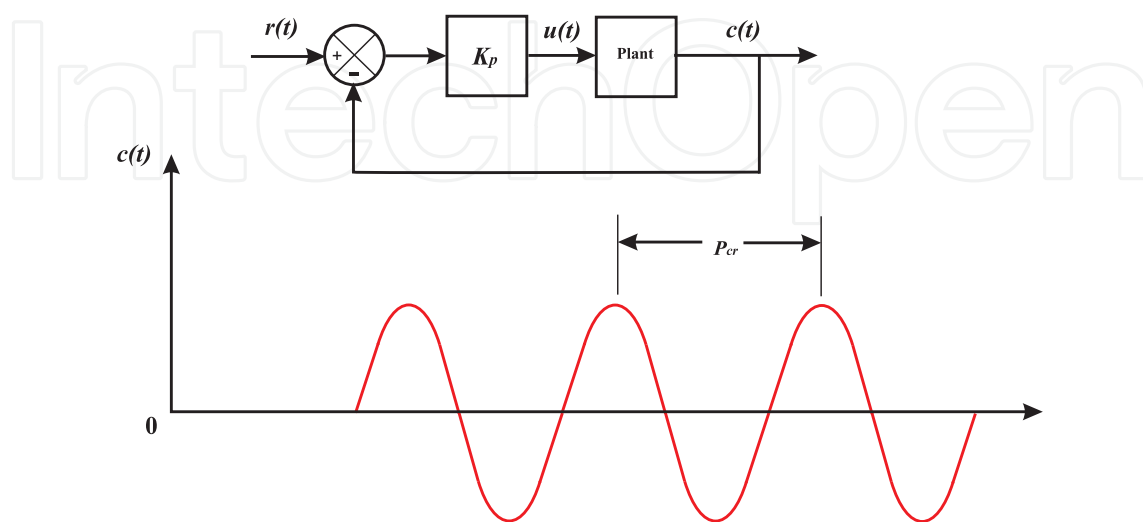 IntechOpen
r(t)
+
-
Kp
u(t)
Plant
c(t)
c(t)
Pcr
0